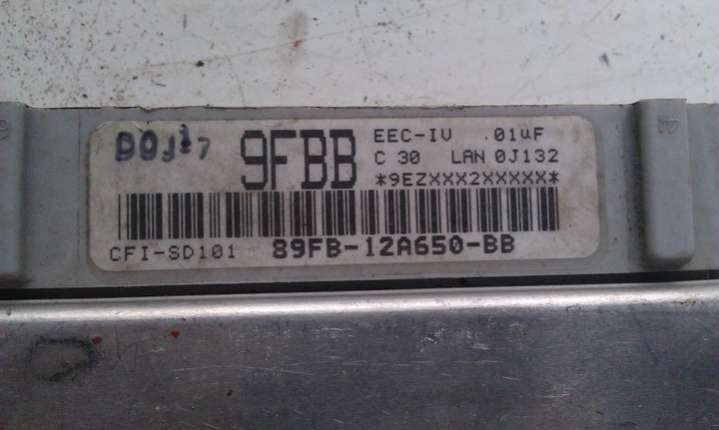 9FBB
EEC-IV .01uF
C 30 LAN 0J132
*9EZXXX2XXXXX*
CFI-SD101 89FB-12A650-BB